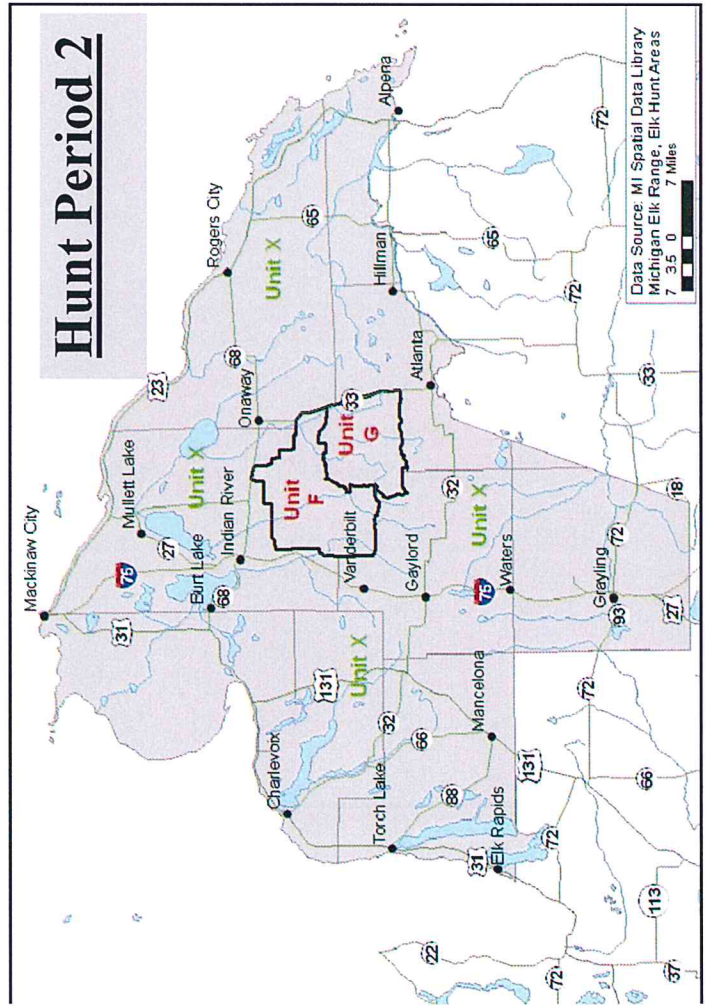 Hunt Period 2
Mackinaw City
31
75
23
Mullett Lake
27
Burt Lake
68
Unit X
Indian River
Onaway
68
Rogers City
Unit X
65
Charlevoix
131
Unit X
Unit
F
Vanderbilt
Unit
G
33
Hillman
Alpena
Torch Lake
32
66
88
Gaylord
Atlanta
32
Unit X
Elk Rapids
31
Mancelona
75
Waters
131
72
72
93
Grayling
72
27
18
33
72
65
72
66
22
72
113
37
Data Source: MI Spatial Data Library
Michigan Elk Range, Elk Hunt Areas
7 3.5 0 7 Miles